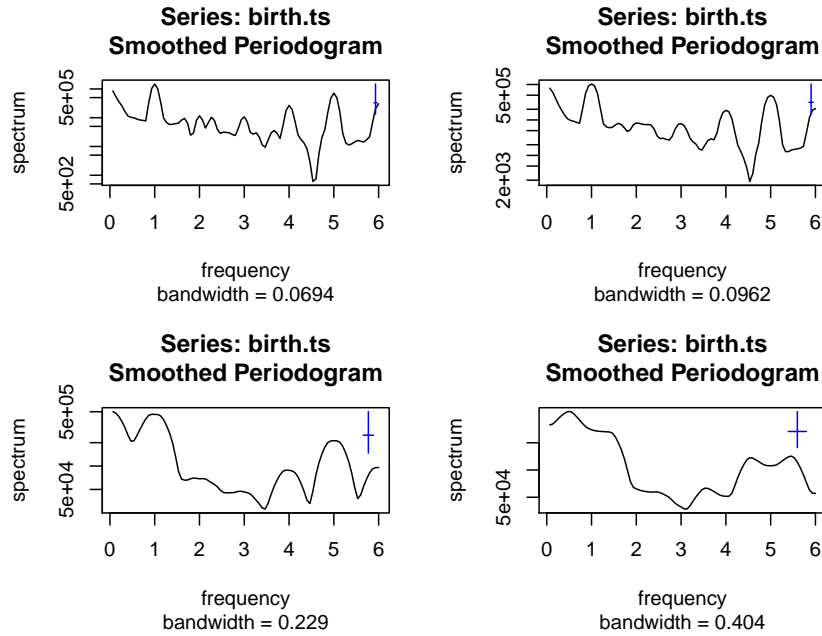 Series: birth.ts
Smoothed Periodogram
spectrum
5e+05
5e+02
0 1 2 3 4 5 6
frequency
bandwidth = 0.0694
Series: birth.ts
Smoothed Periodogram
spectrum
5e+05
2e+03
0 1 2 3 4 5 6
frequency
bandwidth = 0.0962
Series: birth.ts
Smoothed Periodogram
spectrum
5e+05
5e+04
0 1 2 3 4 5 6
frequency
bandwidth = 0.229
Series: birth.ts
Smoothed Periodogram
spectrum
5e+04
0 1 2 3 4 5 6
frequency
bandwidth = 0.404